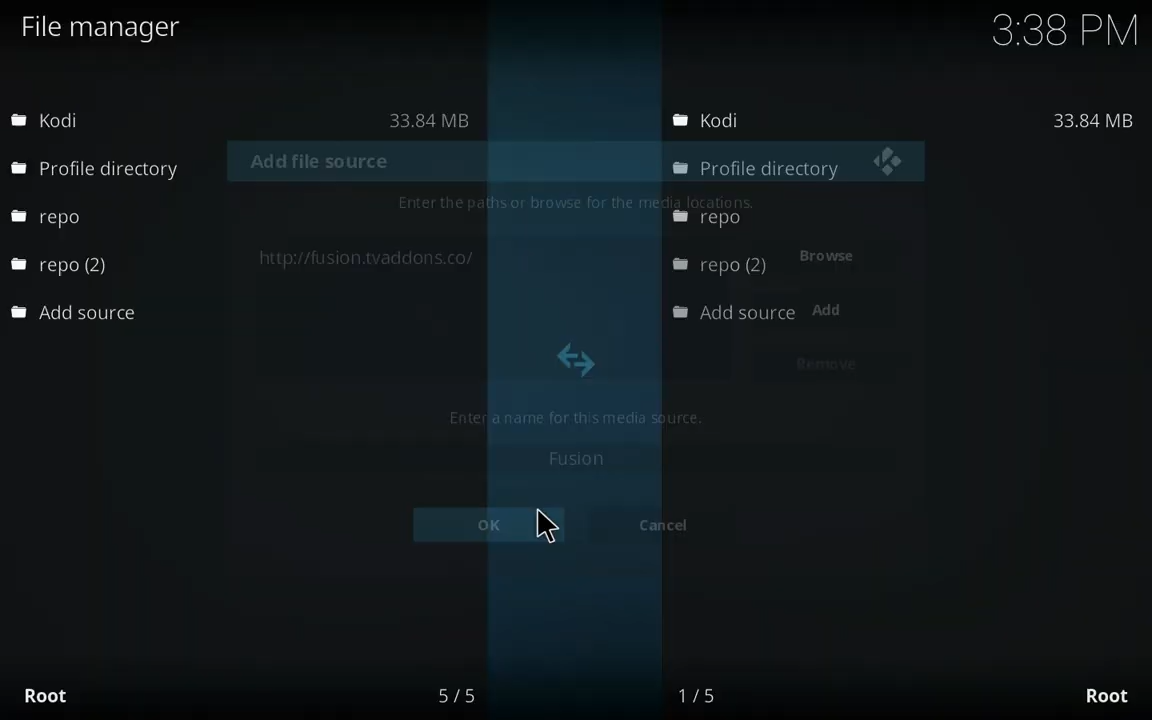 File manager
3:38 PM
Kodi 33.84 MB
Profile directory
repo
repo (2)
Add source
Kodi 33.84 MB
Profile directory
repo
repo (2)
Add source
Add file source
Enter the paths or browse for the media locations.
http://fusion.tvaddons.co/
Browse
Add
Remove
Enter a name for this media source.
Fusion
OK
Cancel
Root
5 / 5
1 / 5
Root